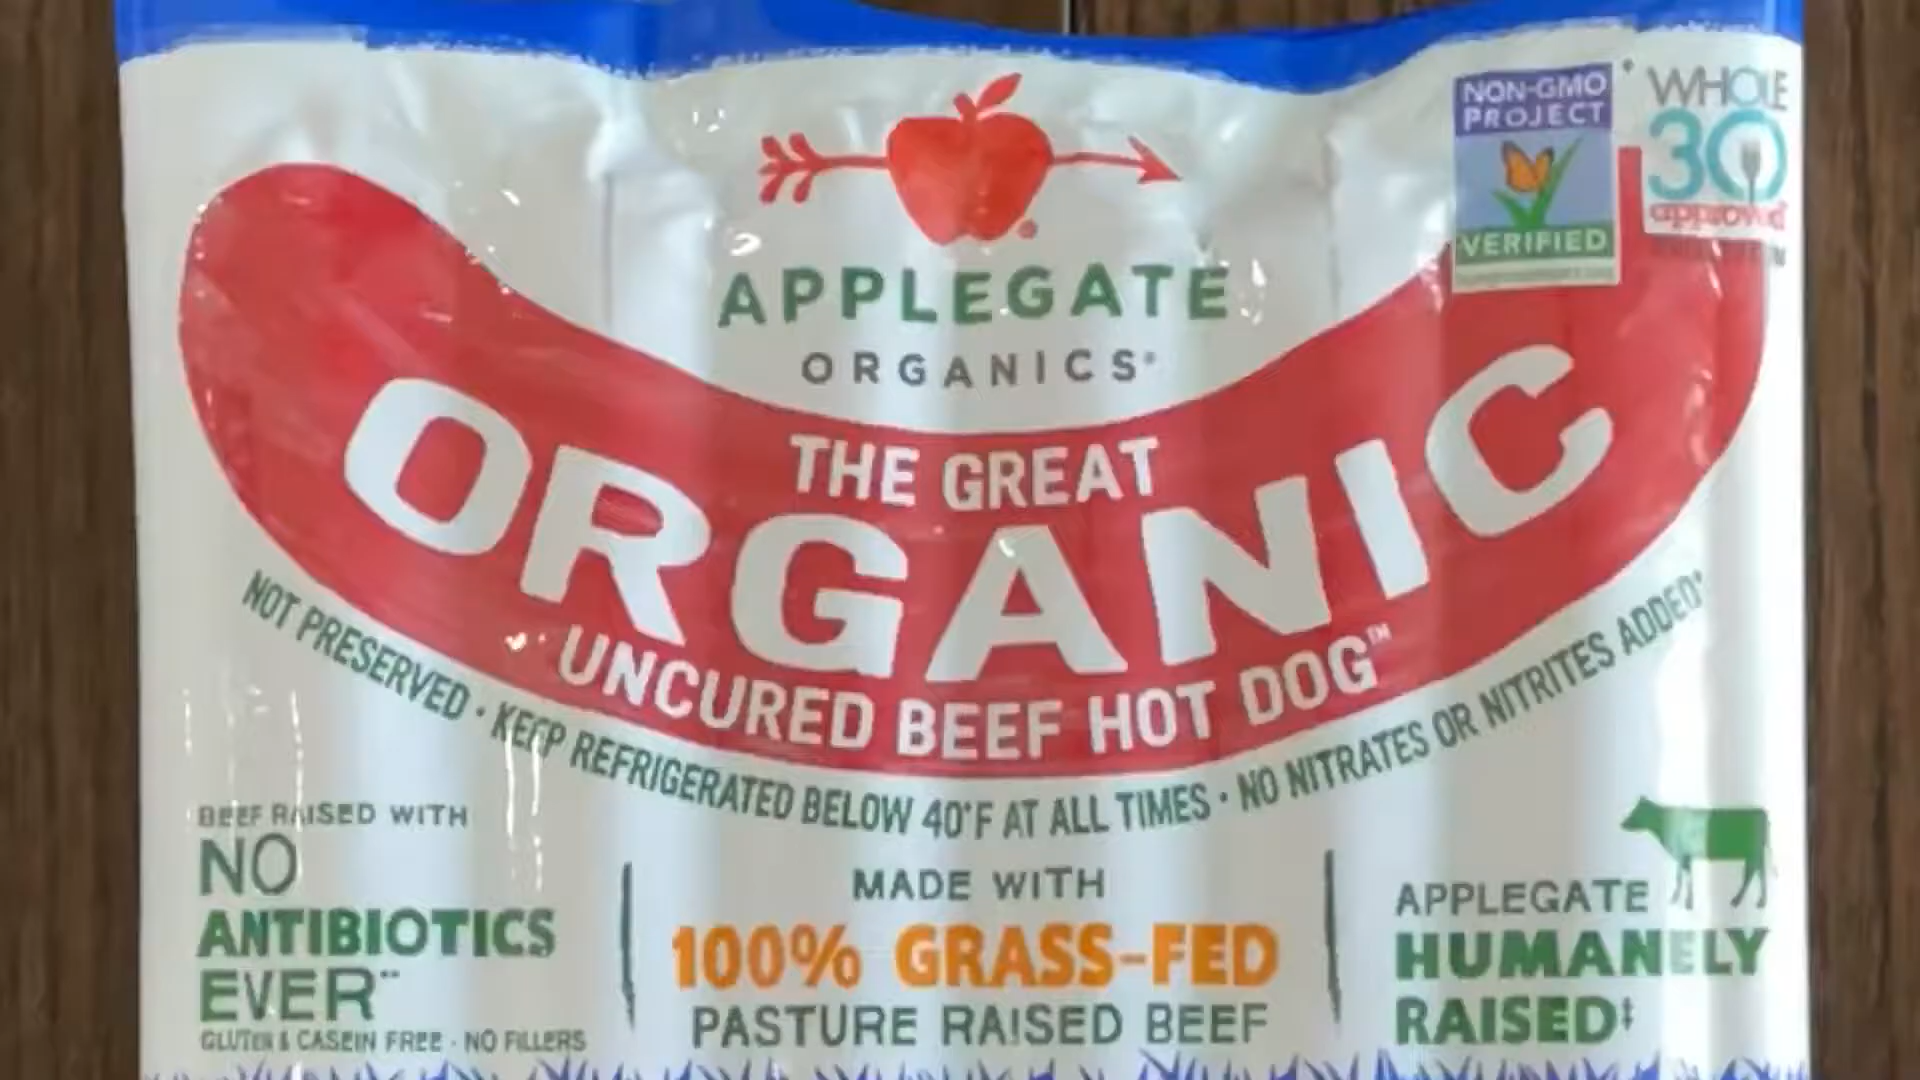 NON-GMO
PROJECT
VERIFIED
WHOLE
30
approved
APPLEGATE
ORGANICS®
THE GREAT
ORGANIC
UNCURED BEEF HOT DOG™
NOT PRESERVED · KEEP REFRIGERATED BELOW 40°F AT ALL TIMES · NO NITRATES OR NITRITES ADDED*
BEEF RAISED WITH
NO
ANTIBIOTICS
EVER**
GLUTEN & CASEIN FREE · NO FILLERS
MADE WITH
100% GRASS-FED
PASTURE RAISED BEEF
APPLEGATE
HUMANELY
RAISED‡